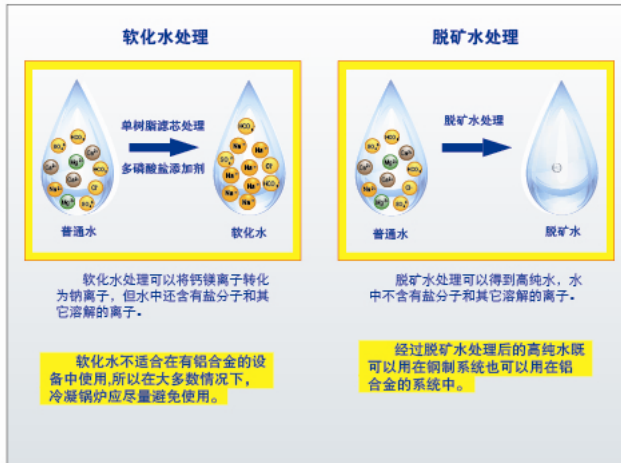 软化水处理
单树脂滤芯处理
多磷酸盐添加剂
普通水
软化水
软化水处理可以将钙镁离子转化
为钠离子，但水中还含有盐分子和其
它溶解的离子。
软化水不适合在有铝合金的设
备中使用,所以在大多数情况下，
冷凝锅炉应尽量避免使用。
脱矿水处理
脱矿水处理
普通水
脱矿水
脱矿水处理可以得到高纯水，水
中不含有盐分子和其它溶解的离子。
经过脱矿水处理后的高纯水既
可以用在钢制系统也可以用在铝
合金的系统中。